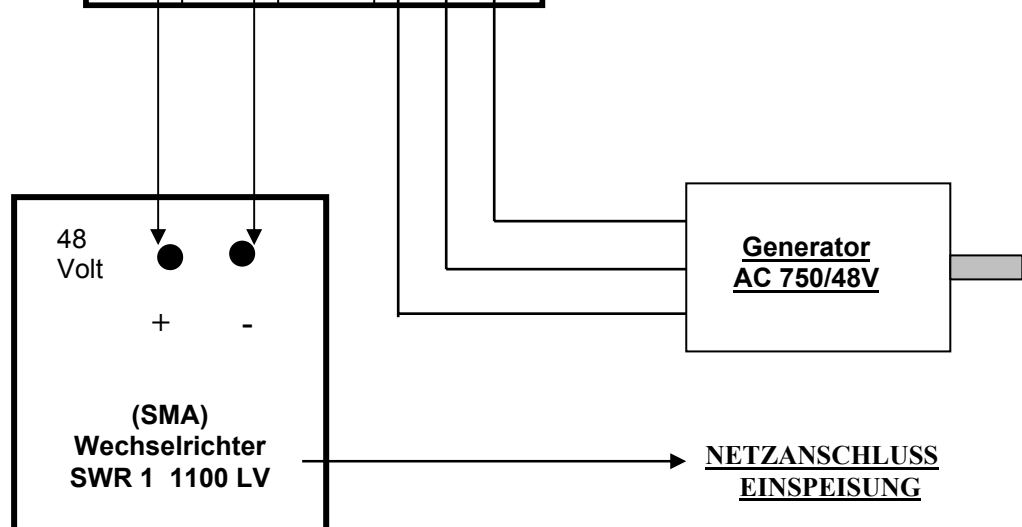 48
Volt
+ -
Generator
AC 750/48V
(SMA)
Wechselrichter
SWR 1 1100 LV
NETZANSCHLUSS
EINSPEISUNG